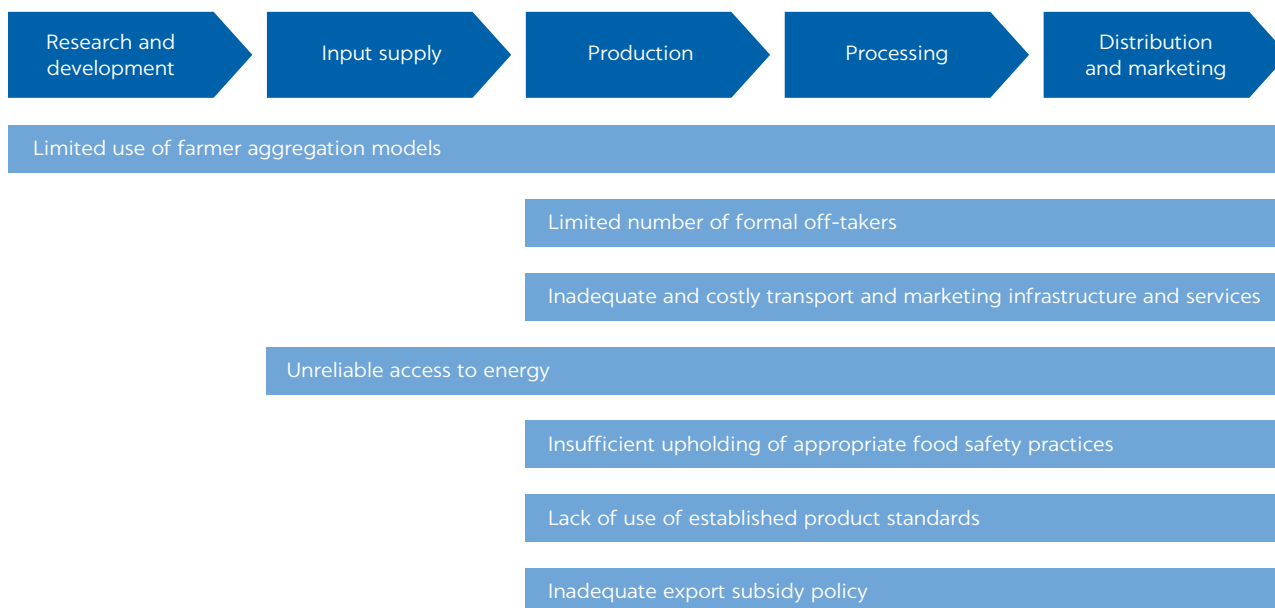 Research and
development
Input supply
Production
Processing
Distribution
and marketing
Limited use of farmer aggregation models
Limited number of formal off-takers
Inadequate and costly transport and marketing infrastructure and services
Unreliable access to energy
Insufficient upholding of appropriate food safety practices
Lack of use of established product standards
Inadequate export subsidy policy